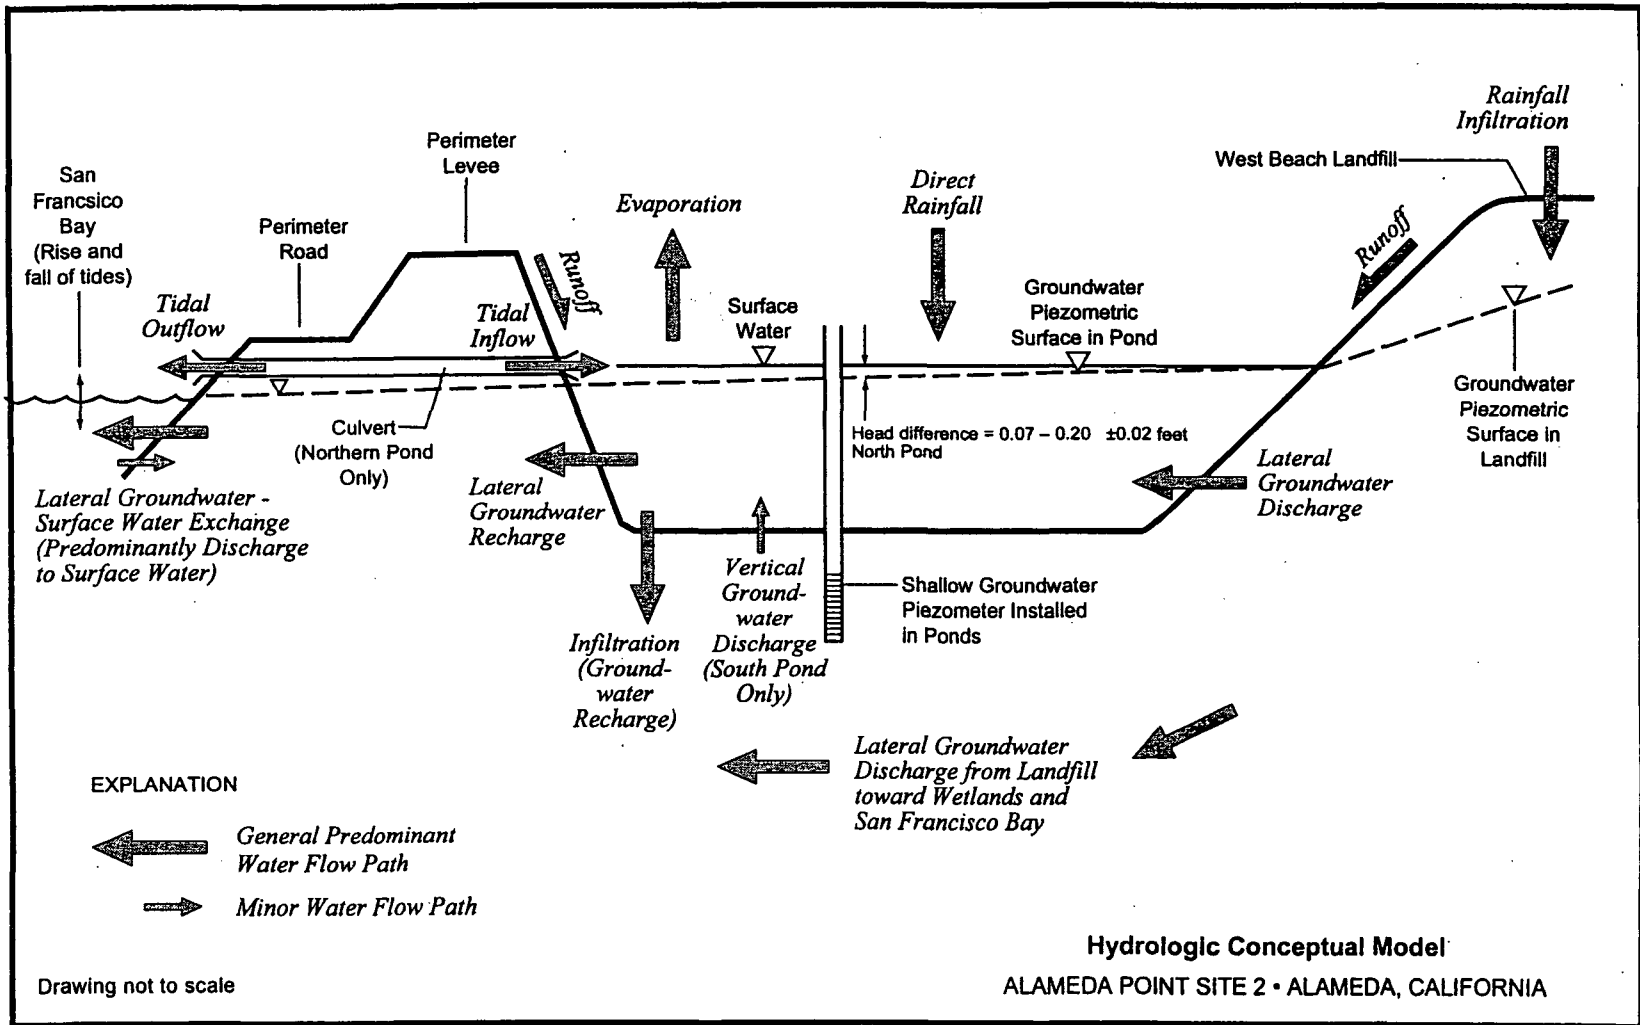 Rainfall
Infiltration
West Beach Landfill
Perimeter
Levee
San
Francsico
Bay
(Rise and
fall of tides)
Perimeter
Road
Evaporation
Direct
Rainfall
Runoff
Runoff
Tidal
Outflow
Tidal
Inflow
Surface
Water
Groundwater
Piezometric
Surface in Pond
Groundwater
Piezometric
Surface in
Landfill
Culvert
(Northern Pond
Only)
Head difference = 0.07 – 0.20 ±0.02 feet
North Pond
Lateral
Groundwater
Discharge
Lateral Groundwater -
Surface Water Exchange
(Predominantly Discharge
to Surface Water)
Lateral
Groundwater
Recharge
Vertical
Ground-
water
Discharge
(South Pond
Only)
Shallow Groundwater
Piezometer Installed
in Ponds
Infiltration
(Ground-
water
Recharge)
Lateral Groundwater
Discharge from Landfill
toward Wetlands and
San Francisco Bay
EXPLANATION
General Predominant
Water Flow Path
Minor Water Flow Path
Drawing not to scale
Hydrologic Conceptual Model
ALAMEDA POINT SITE 2 • ALAMEDA, CALIFORNIA